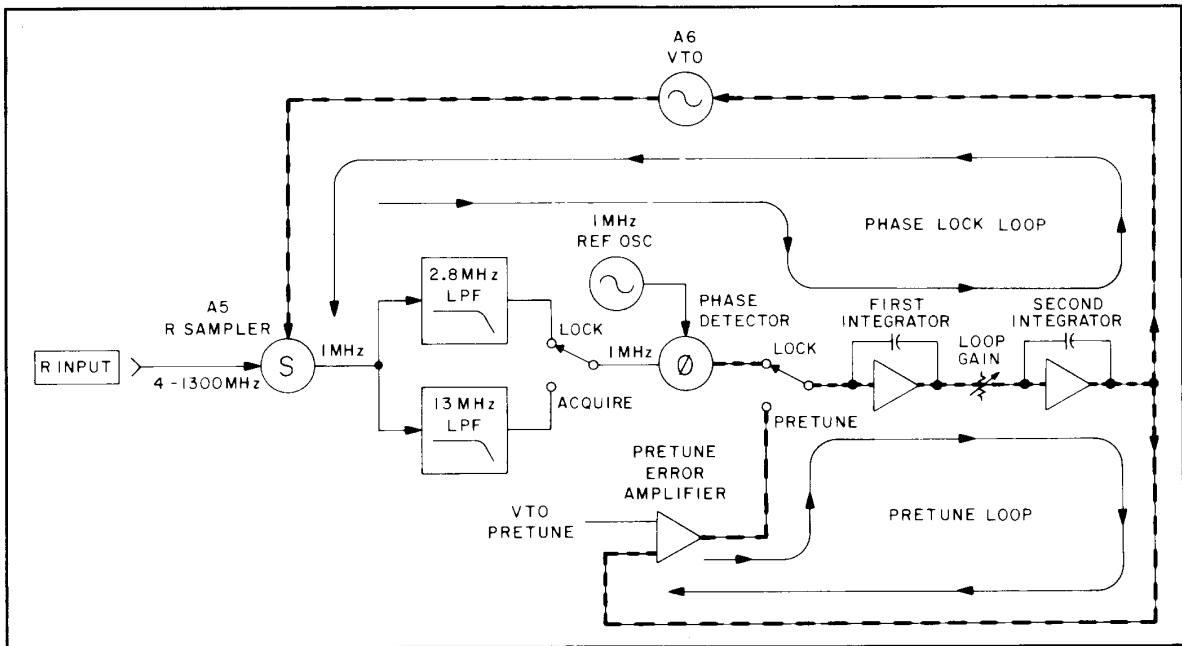 A6
VTO
PHASE LOCK LOOP
1MHz
REF OSC
2.8MHz
LPF
PHASE
DETECTOR
FIRST
INTEGRATOR
SECOND
INTEGRATOR
LOOP
GAIN
A5
R SAMPLER
LOCK
LOCK
R INPUT
4-1300MHz
S
1MHz
1MHz
Ø
13MHz
LPF
ACQUIRE
PRETUNE
PRETUNE
ERROR
AMPLIFIER
VTO
PRETUNE
PRETUNE LOOP